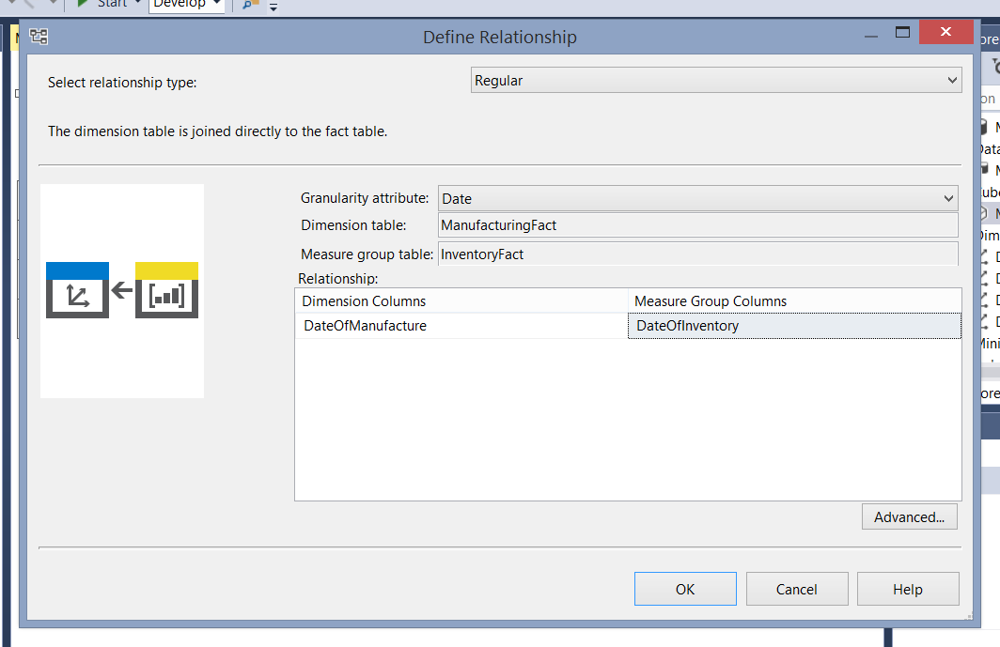 Start
Develop
Define Relationship
Select relationship type:
Regular
The dimension table is joined directly to the fact table.
Granularity attribute:
Date
Dimension table:
ManufacturingFact
Measure group table:
InventoryFact
Relationship:
Dimension Columns
Measure Group Columns
DateOfManufacture
DateOfInventory
Advanced...
OK
Cancel
Help